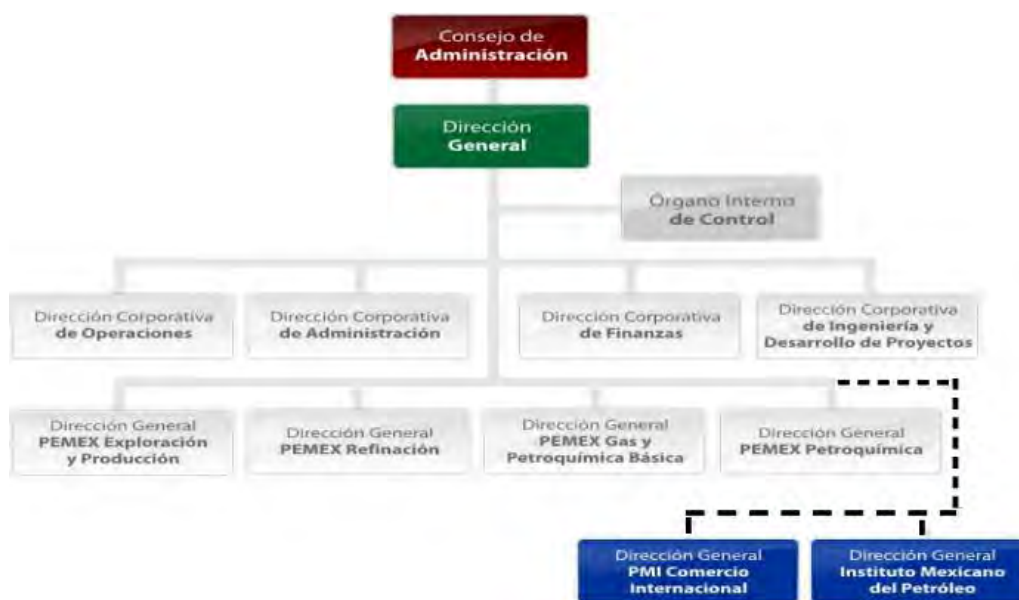 Consejo de
Administración
Dirección
General
Órgano Interno
de Control
Dirección Corporativa
de Operaciones
Dirección Corporativa
de Administración
Dirección Corporativa
de Finanzas
Dirección Corporativa
de Ingeniería y
Desarrollo de Proyectos
Dirección General
PEMEX Exploración
y Producción
Dirección General
PEMEX Refinación
Dirección General
PEMEX Gas y
Petroquímica Básica
Dirección General
PEMEX Petroquímica
Dirección General
PMI Comercio
Internacional
Dirección General
Instituto Mexicano
del Petróleo